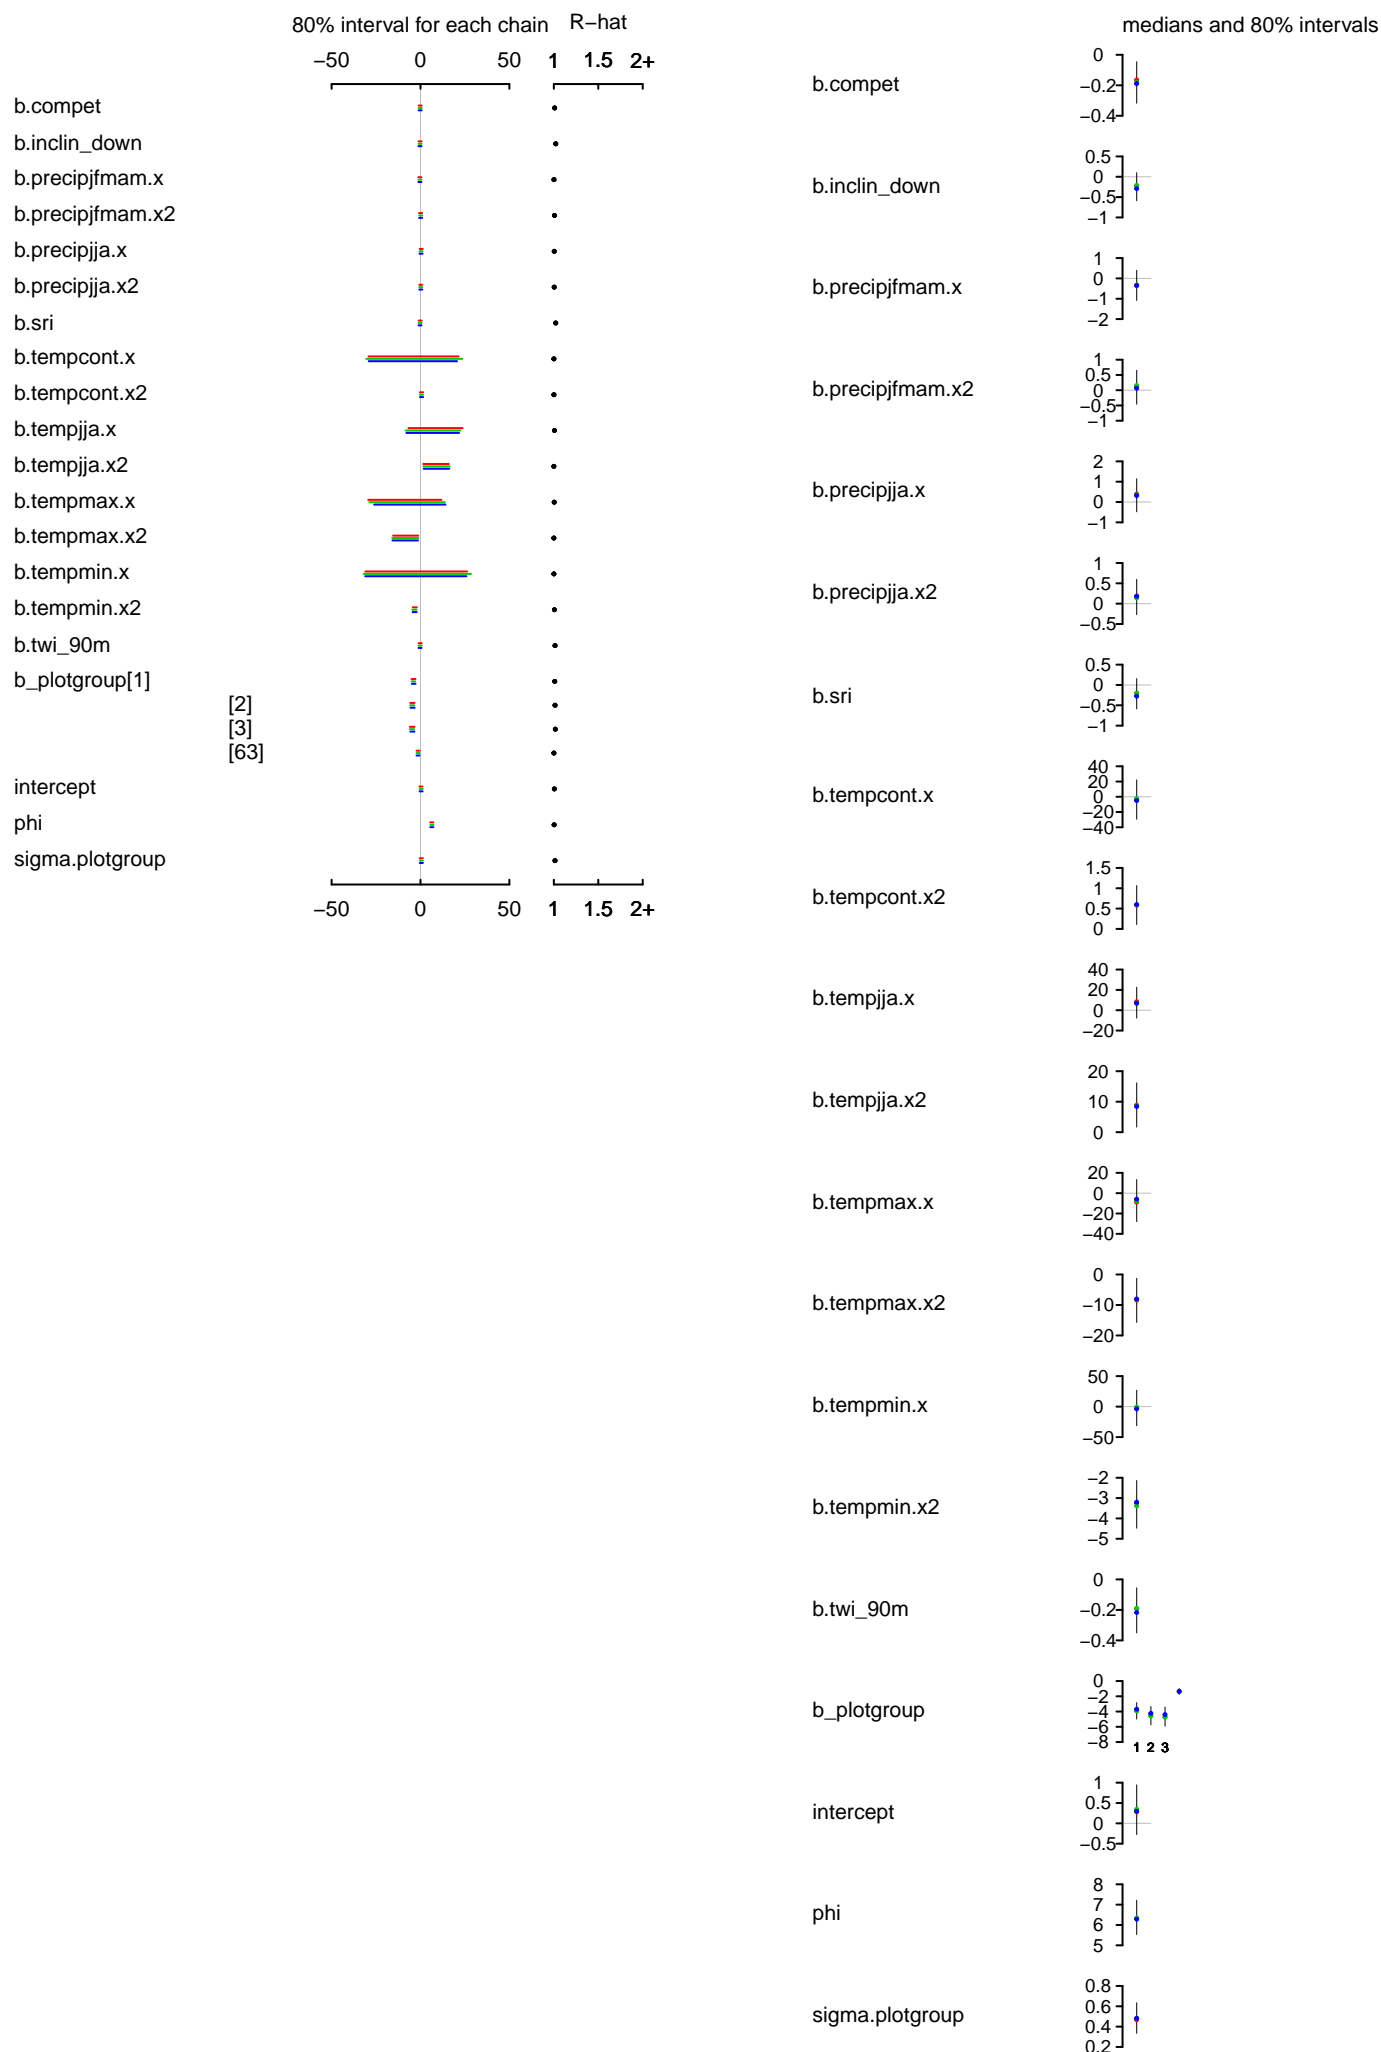 80% interval for each chain R−hat
−50 0 50 1 1.5 2+
b.compet
b.inclin_down
b.precipjfmam.x
b.precipjfmam.x2
b.precipjja.x
b.precipjja.x2
b.sri
b.tempcont.x
b.tempcont.x2
b.tempjja.x
b.tempjja.x2
b.tempmax.x
b.tempmax.x2
b.tempmin.x
b.tempmin.x2
b.twi_90m
b_plotgroup[1]
[2]
[3]
[63]
intercept
phi
sigma.plotgroup
−50 0 50 1 1.5 2+
medians and 80% intervals
b.compet
0
−0.2
−0.4
b.inclin_down
0.5
0
−0.5
−1
b.precipjfmam.x
1
0
−1
−2
b.precipjfmam.x2
1
0.5
0
−0.5
−1
b.precipjja.x
2
1
0
−1
b.precipjja.x2
1
0.5
0
−0.5
b.sri
0.5
0
−0.5
−1
b.tempcont.x
40
20
0
−20
−40
b.tempcont.x2
1.5
1
0.5
0
b.tempjja.x
40
20
0
−20
b.tempjja.x2
20
10
0
b.tempmax.x
20
0
−20
−40
b.tempmax.x2
0
−10
−20
b.tempmin.x
50
0
−50
b.tempmin.x2
−2
−3
−4
−5
b.twi_90m
0
−0.2
−0.4
b_plotgroup
0
−2
−4
−6
−8
1 2 3
intercept
1
0.5
0
−0.5
phi
8
7
6
5
sigma.plotgroup
0.8
0.6
0.4
0.2